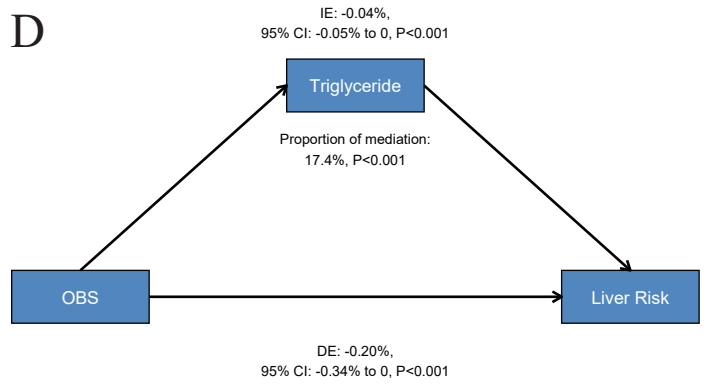 D
IE: -0.04%,
95% CI: -0.05% to 0, P<0.001
Triglyceride
Proportion of mediation:
17.4%, P<0.001
OBS
Liver Risk
DE: -0.20%,
95% CI: -0.34% to 0, P<0.001